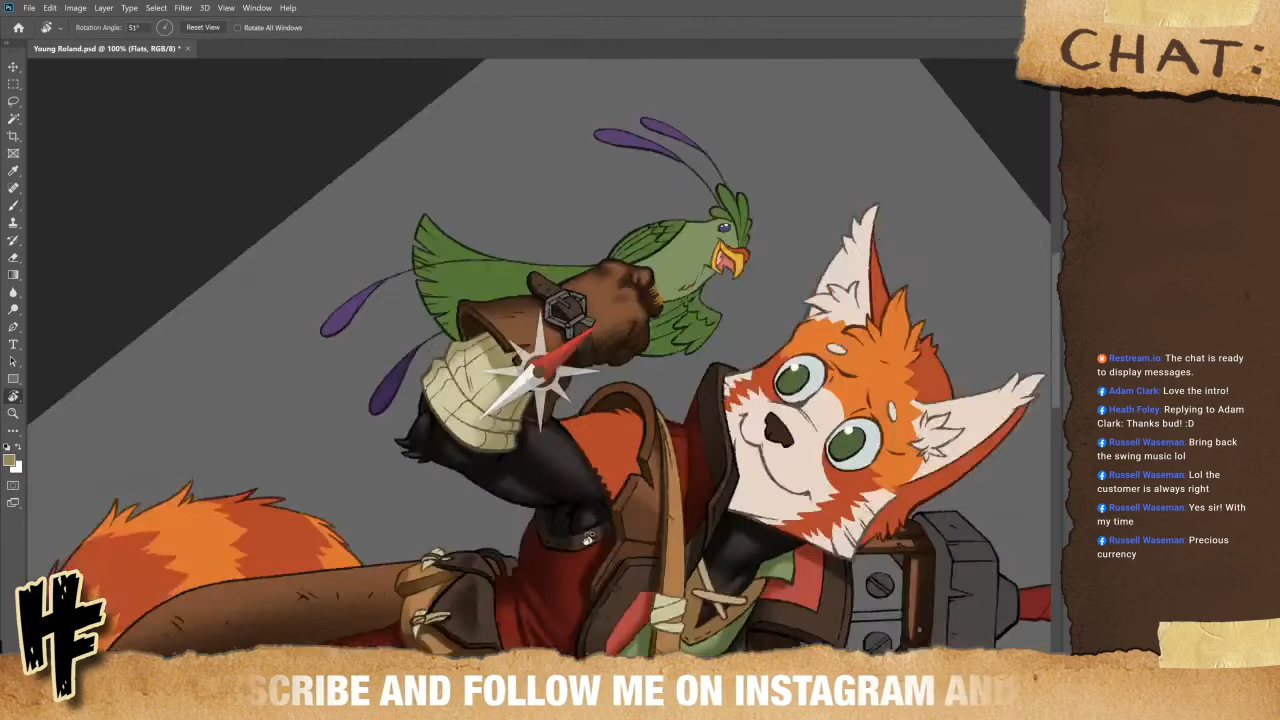 Ps File Edit Image Layer Type Select Filter 3D View Window Help
Rotation Angle: 51° Reset View Rotate All Windows
Young Roland.psd @ 100% (Flats, RGB/8) * ×
CHAT:
Restream.io: The chat is ready
to display messages.
Adam Clark: Love the intro!
Heath Foley: Replying to Adam
Clark: Thanks bud! :D
Russell Waseman: Bring back
the swing music lol
Russell Waseman: Lol the
customer is always right
Russell Waseman: Yes sir! With
my time
Russell Waseman: Precious
currency
HF
SCRIBE AND FOLLOW ME ON INSTAGRAM AND